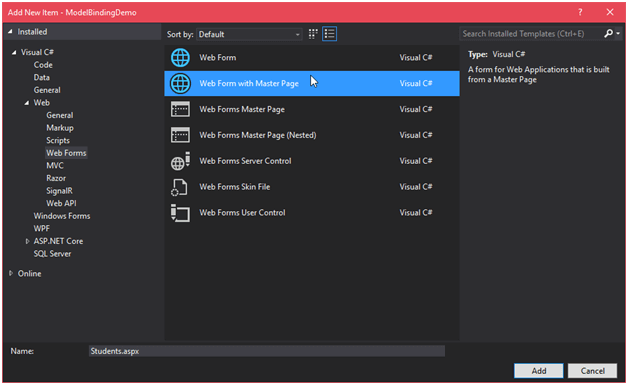 Add New Item - ModelBindingDemo
? 
Installed
Sort by: Default
Search Installed Templates (Ctrl+E)
Visual C#
Code
Data
General
Web
General
Markup
Scripts
Web Forms
MVC
Razor
SignalR
Web API
Windows Forms
WPF
ASP.NET Core
SQL Server
Online
Web Form Visual C#
Web Form with Master Page Visual C#
Web Forms Master Page Visual C#
Web Forms Master Page (Nested) Visual C#
Web Forms Server Control Visual C#
Web Forms Skin File Visual C#
Web Forms User Control Visual C#
Type: Visual C#
A form for Web Applications that is built
from a Master Page
Name: Students.aspx
Add Cancel